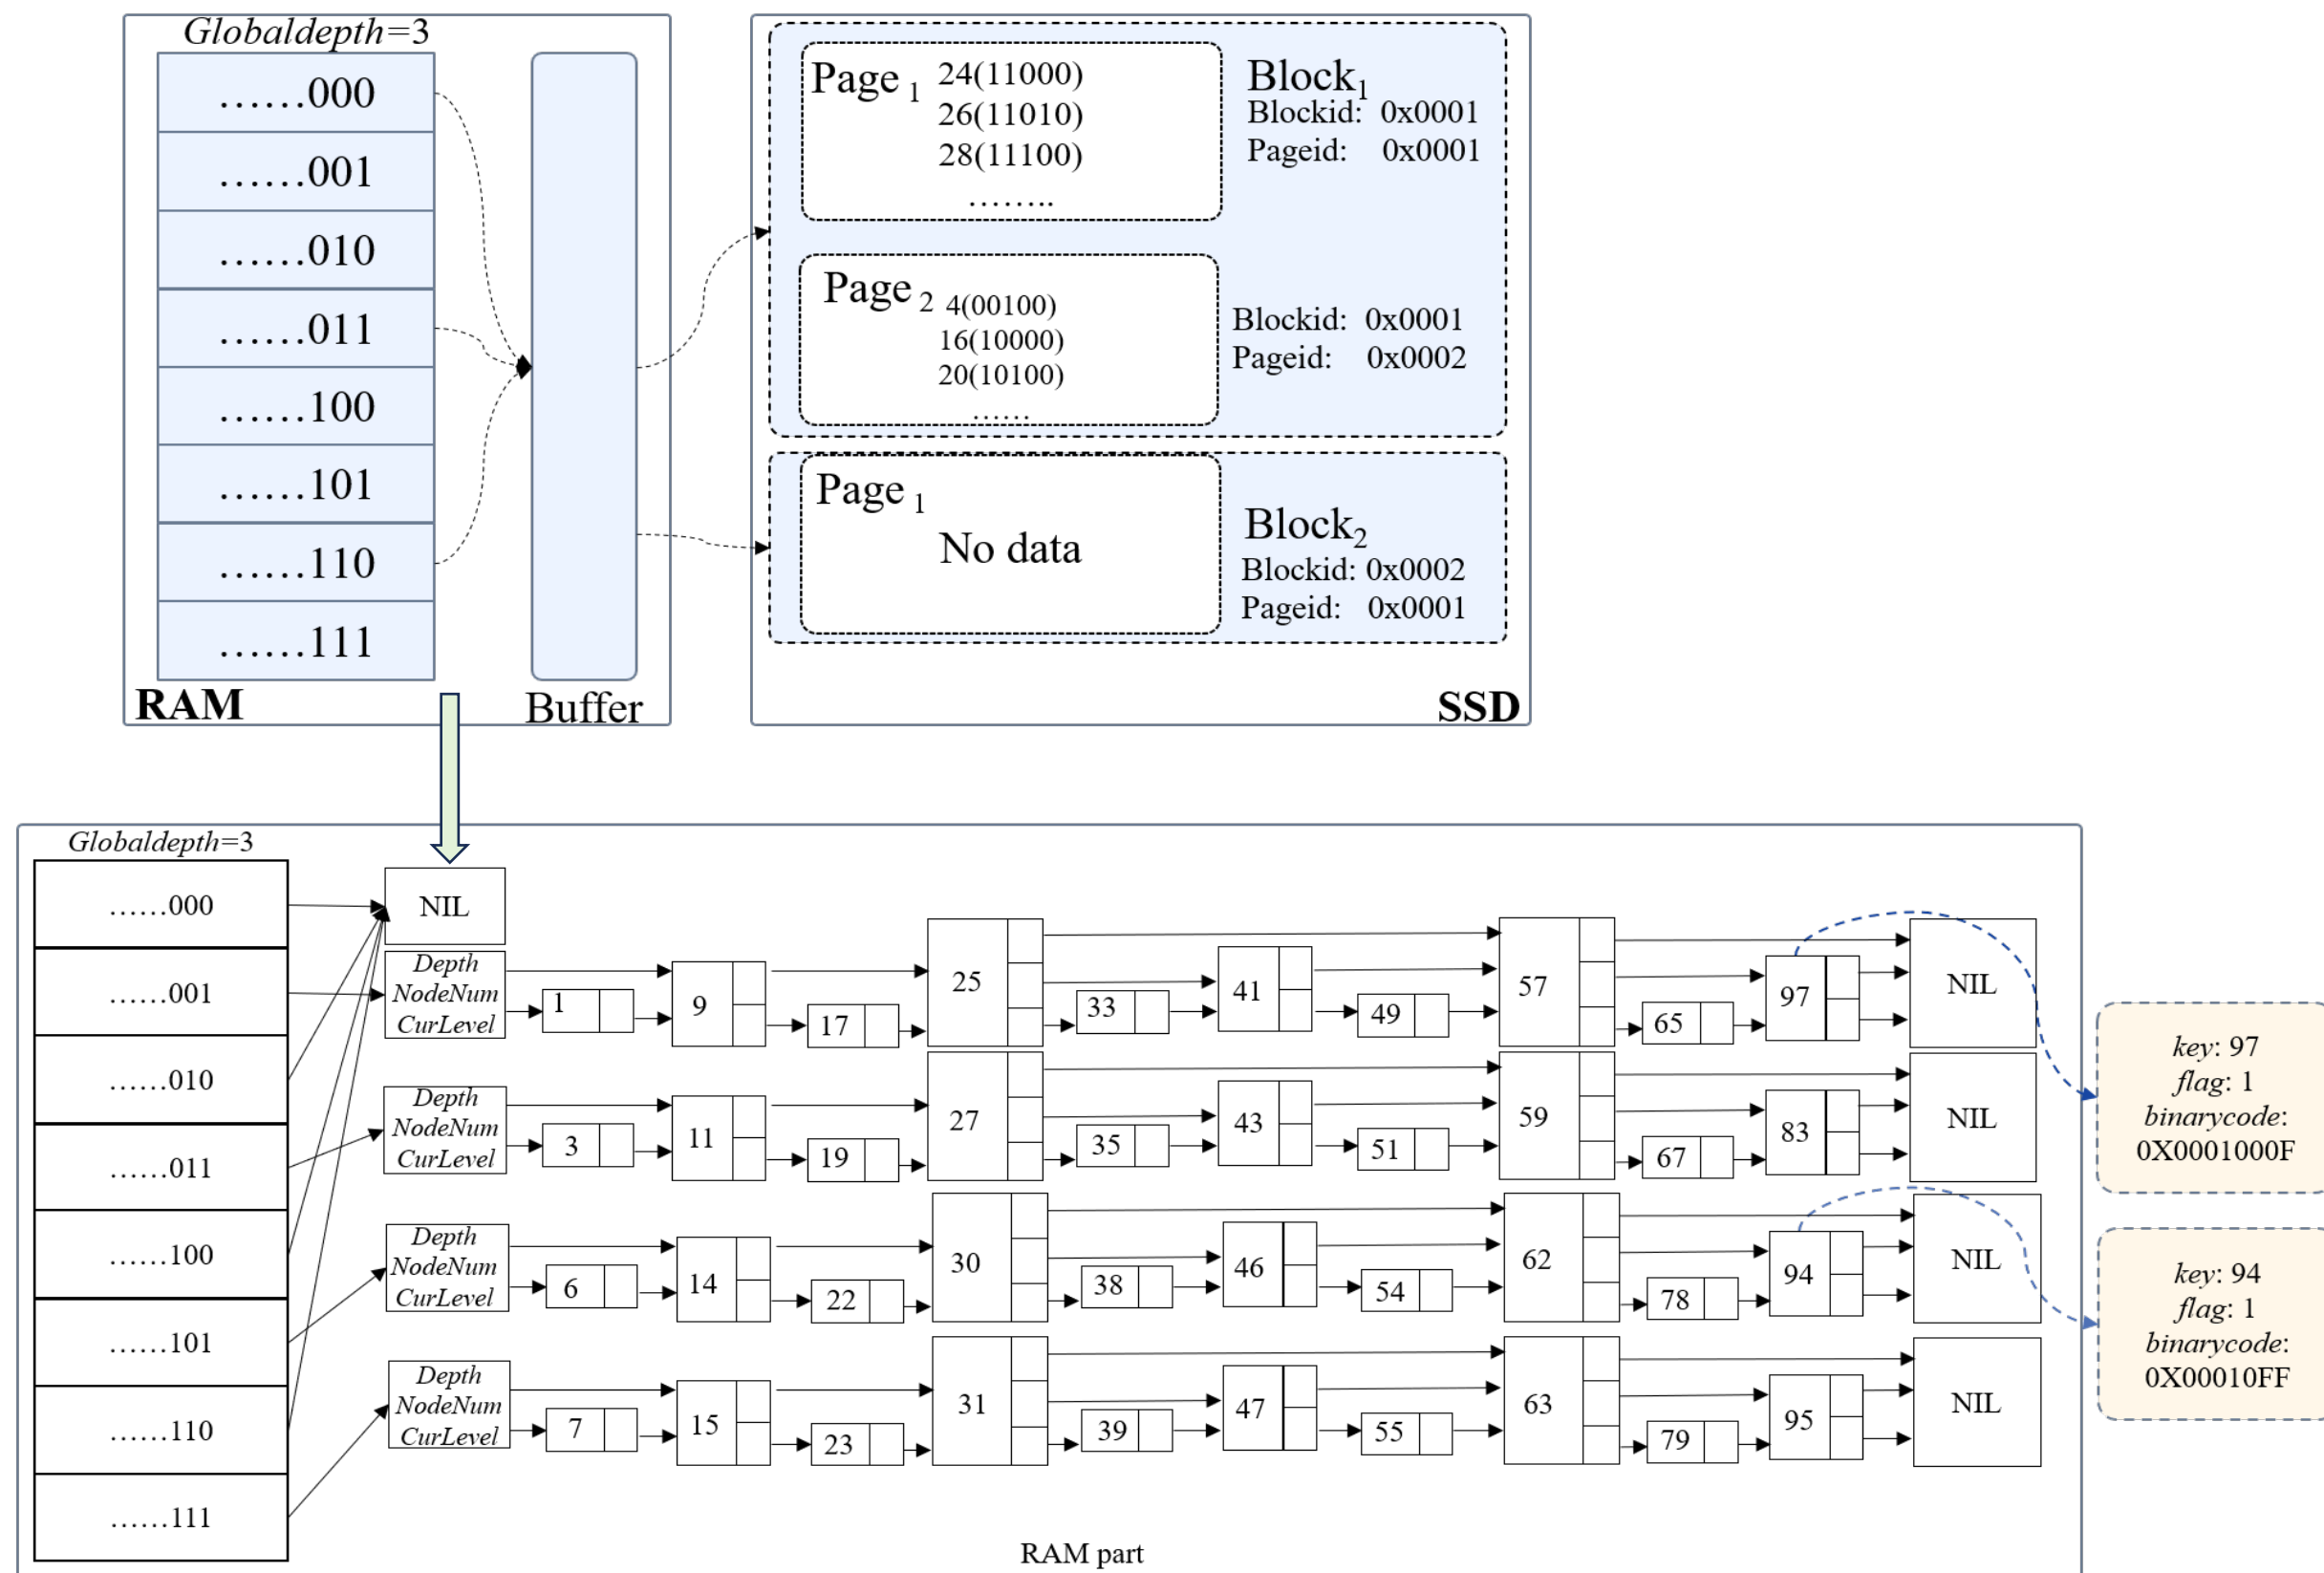 Globaldepth=3
......000
......001
......010
......011
......100
......101
......110
......111
RAM
Buffer
Page 1
24(11000)
26(11010)
28(11100)
........
Block1
Blockid: 0x0001
Pageid: 0x0001
Page 2
4(00100)
16(10000)
20(10100)
......
Blockid: 0x0001
Pageid: 0x0002
Page 1
No data
Block2
Blockid: 0x0002
Pageid: 0x0001
SSD
Globaldepth=3
......000
......001
......010
......011
......100
......101
......110
......111
NIL
Depth
NodeNum
CurLevel
1
9
17
25
33
41
49
57
65
97
NIL
Depth
NodeNum
CurLevel
3
11
19
27
35
43
51
59
67
83
NIL
Depth
NodeNum
CurLevel
6
14
22
30
38
46
54
62
78
94
NIL
Depth
NodeNum
CurLevel
7
15
23
31
39
47
55
63
79
95
NIL
key: 97
flag: 1
binarycode:
0X0001000F
key: 94
flag: 1
binarycode:
0X00010FF
RAM part